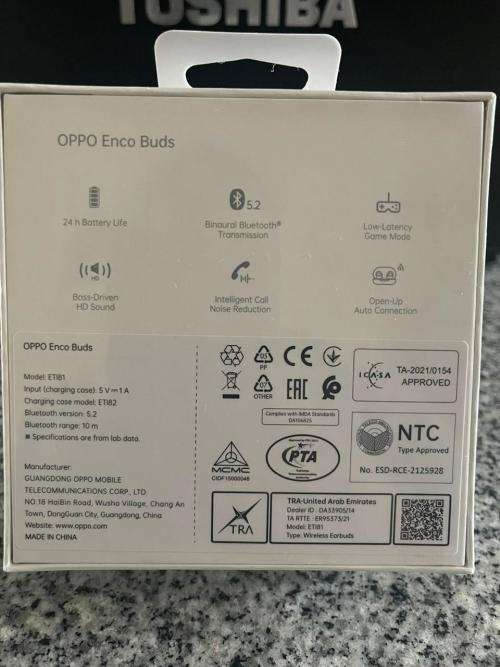 TOSHIBA
OPPO Enco Buds
24 h Battery Life
5.2
Binaural Bluetooth®
Transmission
Low-Latency
Game Mode
HD
Boss-Driven
HD Sound
Intelligent Call
Noise Reduction
Open-Up
Auto Connection
OPPO Enco Buds
Model: ETI81
Input (charging case): 5 V⎓1 A
Charging case model: ETI82
Bluetooth version: 5.2
Bluetooth range: 10 m
※ Specifications are from lab data.
Manufacturer:
GUANGDONG OPPO MOBILE
TELECOMMUNICATIONS CORP., LTD
NO.18 HaiBin Road, Wusha Village, Chang An
Town, DongGuan City, Guangdong, China
Website: www.oppo.com
MADE IN CHINA
PP
CE
OTHER
EAC
Complies with IMDA Standards
DA106825
MCMC
CIDF15000048
PTA
TRA
TRA-United Arab Emirates
Dealer ID : DA33905/14
TA RTTE : ER95373/21
Model: ETI81
Type: Wireless Earbuds
ICASA
TA-2021/0154
APPROVED
NTC
Type Approved
No. ESD-RCE-2125928